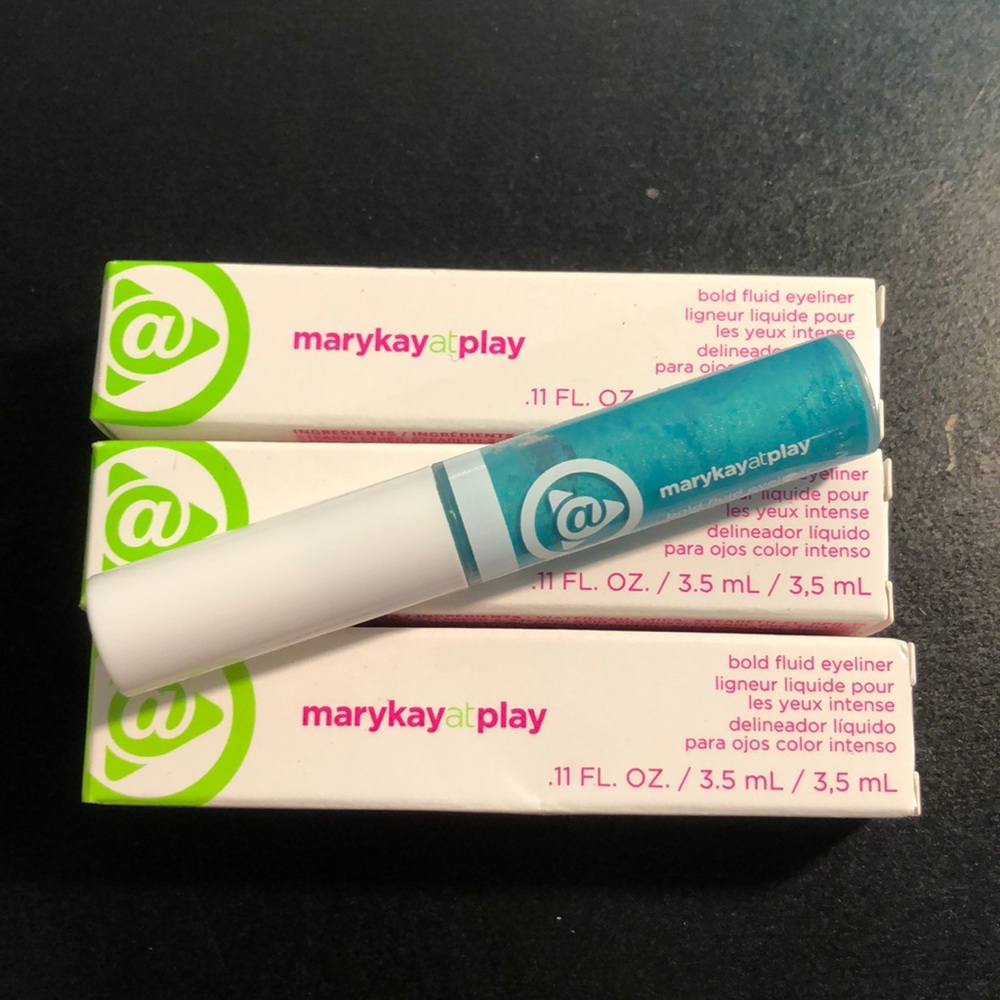 @
marykayatplay
bold fluid eyeliner
ligneur liquide pour
les yeux intense
para ojos
.11 FL. OZ.
INGREDIENTS / INGRÉDIENTS
@
@
marykayatplay
bold fluid
eyeliner
liquide pour
les yeux intense
delineador líquido
para ojos color intenso
.11 FL. OZ. / 3.5 mL / 3,5 mL
@
marykayatplay
bold fluid eyeliner
ligneur liquide pour
les yeux intense
delineador líquido
para ojos color intenso
.11 FL. OZ. / 3.5 mL / 3,5 mL